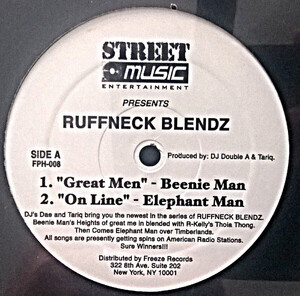 STREET
MUSIC
ENTERTAINMENT
PRESENTS
RUFFNECK BLENDZ
SIDE A
FPH-008
Produced by: DJ Double A & Tariq.
1. "Great Men" - Beenie Man
2. "On Line" - Elephant Man
DJ's Dae and Tariq bring you the newest in the series of RUFFNECK BLENDZ.
Beenie Man's Heights of great men is re-blended with R-Kelly's Thoia Thong.
Then Comes Elephant Man over Timberlands.
All songs are presently getting spins on American Radio Stations.
Sure Winners!!!
Distributed by Freeze Records
322 8th Ave. Suite 202
New York, NY 10001